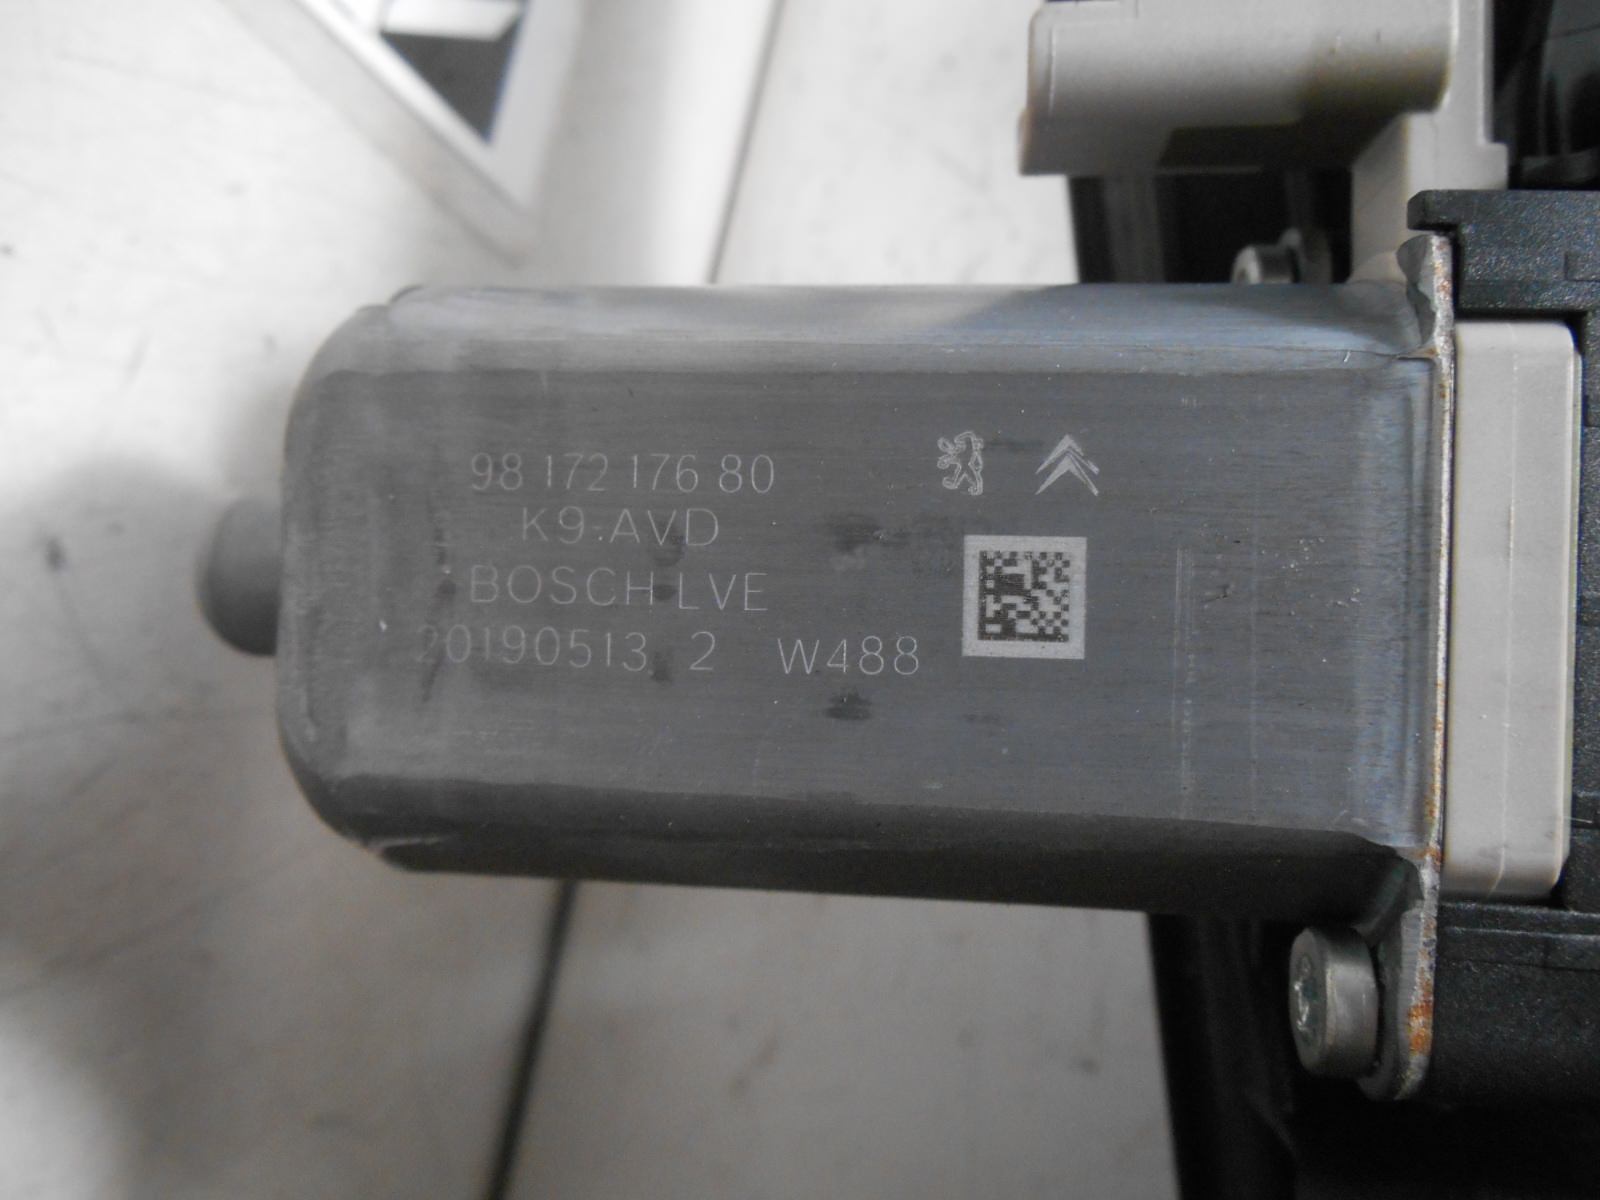 98 172 176 80
K9-AVD
BOSCH LVE
20190513 2 W488